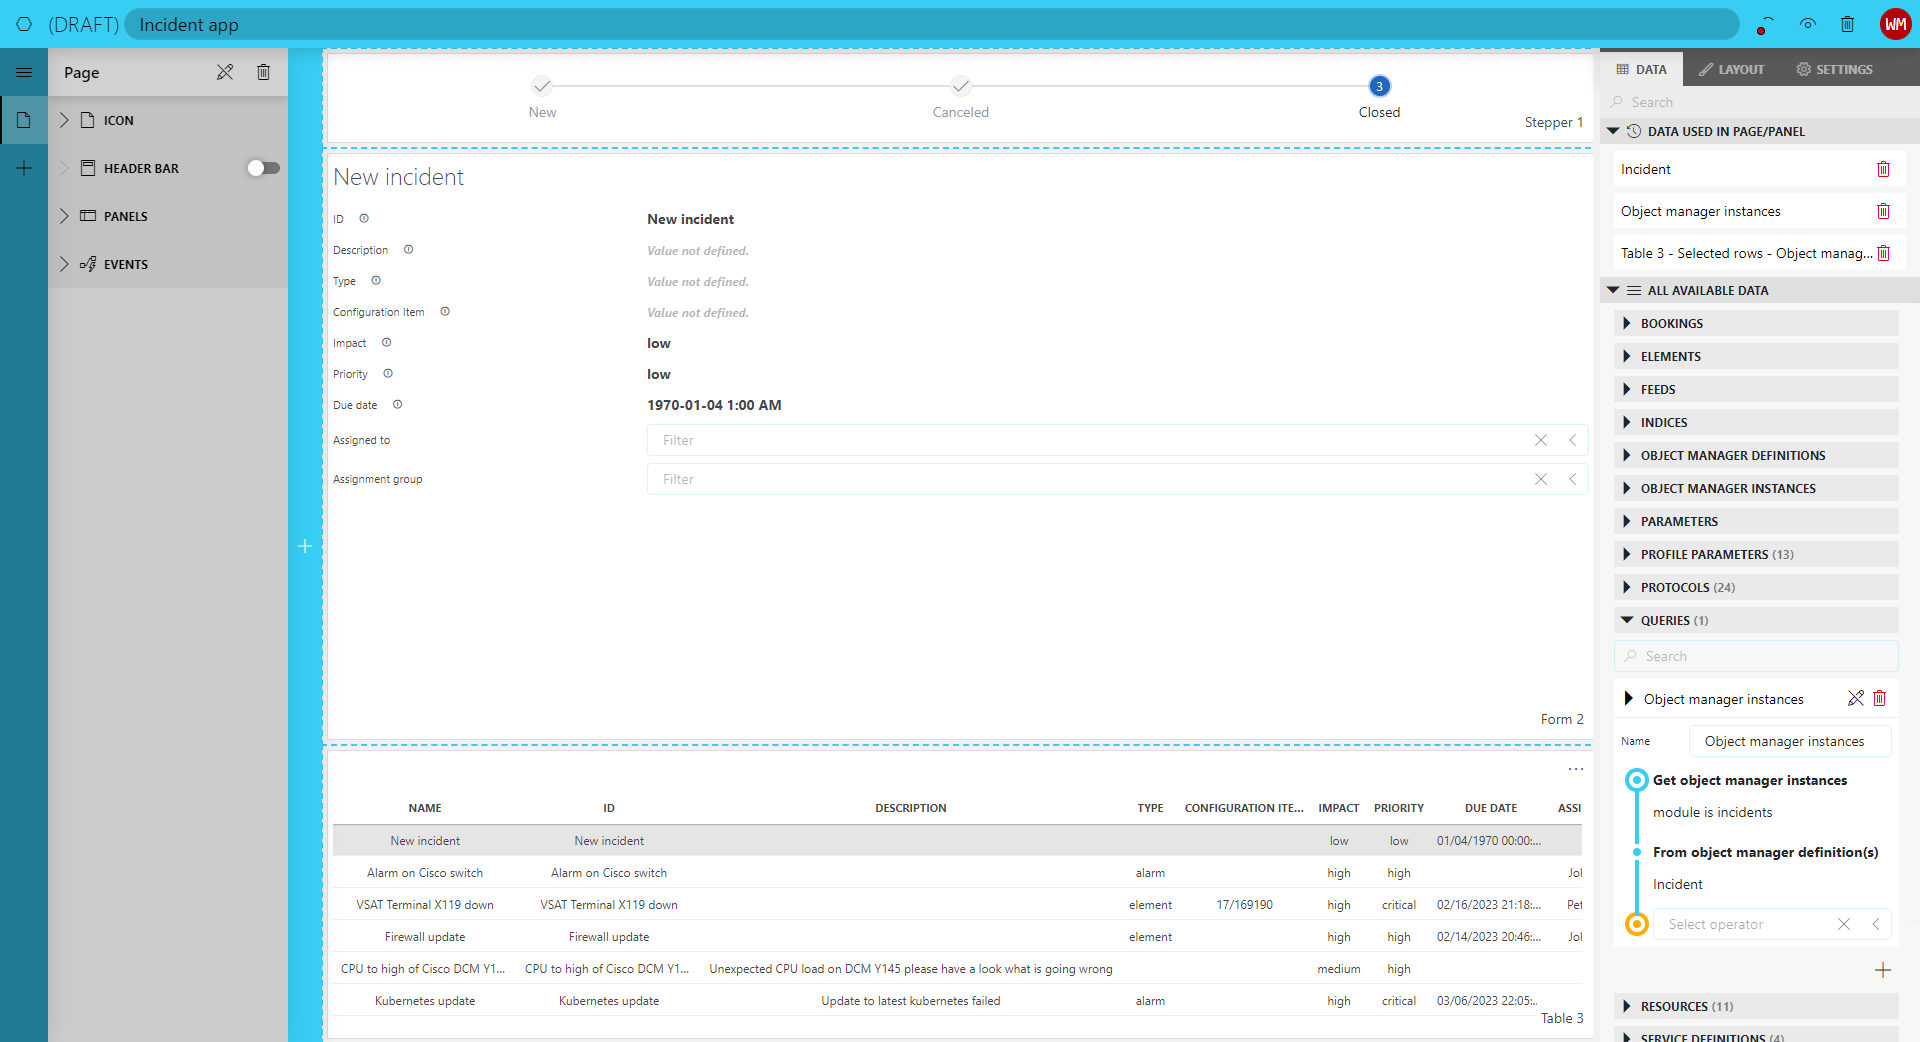 (DRAFT) Incident app
WM
Page
ICON
HEADER BAR
PANELS
EVENTS
New
Canceled
3
Closed
Stepper 1
New incident
ID New incident
Description Value not defined.
Type Value not defined.
Configuration Item Value not defined.
Impact low
Priority low
Due date 1970-01-04 1:00 AM
Assigned to Filter
Assignment group Filter
Form 2
...
NAME ID DESCRIPTION TYPE CONFIGURATION ITE... IMPACT PRIORITY DUE DATE ASSI
New incident New incident low low 01/04/1970 00:00:...
Alarm on Cisco switch Alarm on Cisco switch alarm high high Jol
VSAT Terminal X119 down VSAT Terminal X119 down element 17/169190 high critical 02/16/2023 21:18:... Pet
Firewall update Firewall update element high high 02/14/2023 20:46:... Jol
CPU to high of Cisco DCM Y1... CPU to high of Cisco DCM Y1... Unexpected CPU load on DCM Y145 please have a look what is going wrong medium high
Kubernetes update Kubernetes update Update to latest kubernetes failed alarm high critical 03/06/2023 22:05:..
Table 3
DATA LAYOUT SETTINGS
Search
DATA USED IN PAGE/PANEL
Incident
Object manager instances
Table 3 - Selected rows - Object manag...
ALL AVAILABLE DATA
BOOKINGS
ELEMENTS
FEEDS
INDICES
OBJECT MANAGER DEFINITIONS
OBJECT MANAGER INSTANCES
PARAMETERS
PROFILE PARAMETERS (13)
PROTOCOLS (24)
QUERIES (1)
Search
Object manager instances
Name Object manager instances
Get object manager instances
module is incidents
From object manager definition(s)
Incident
Select operator
RESOURCES (11)
SERVICE DEFINITIONS (4)